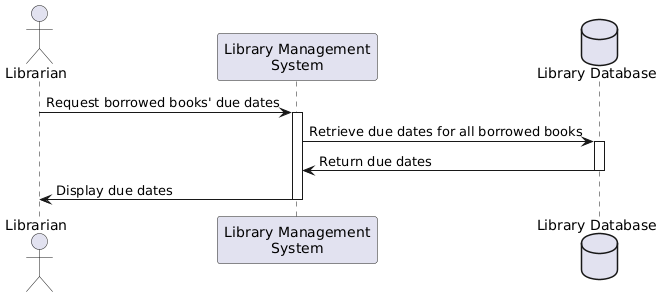 Librarian
Library Management
System
Library Database
Request borrowed books' due dates
Retrieve due dates for all borrowed books
Return due dates
Display due dates
Librarian
Library Management
System
Library Database